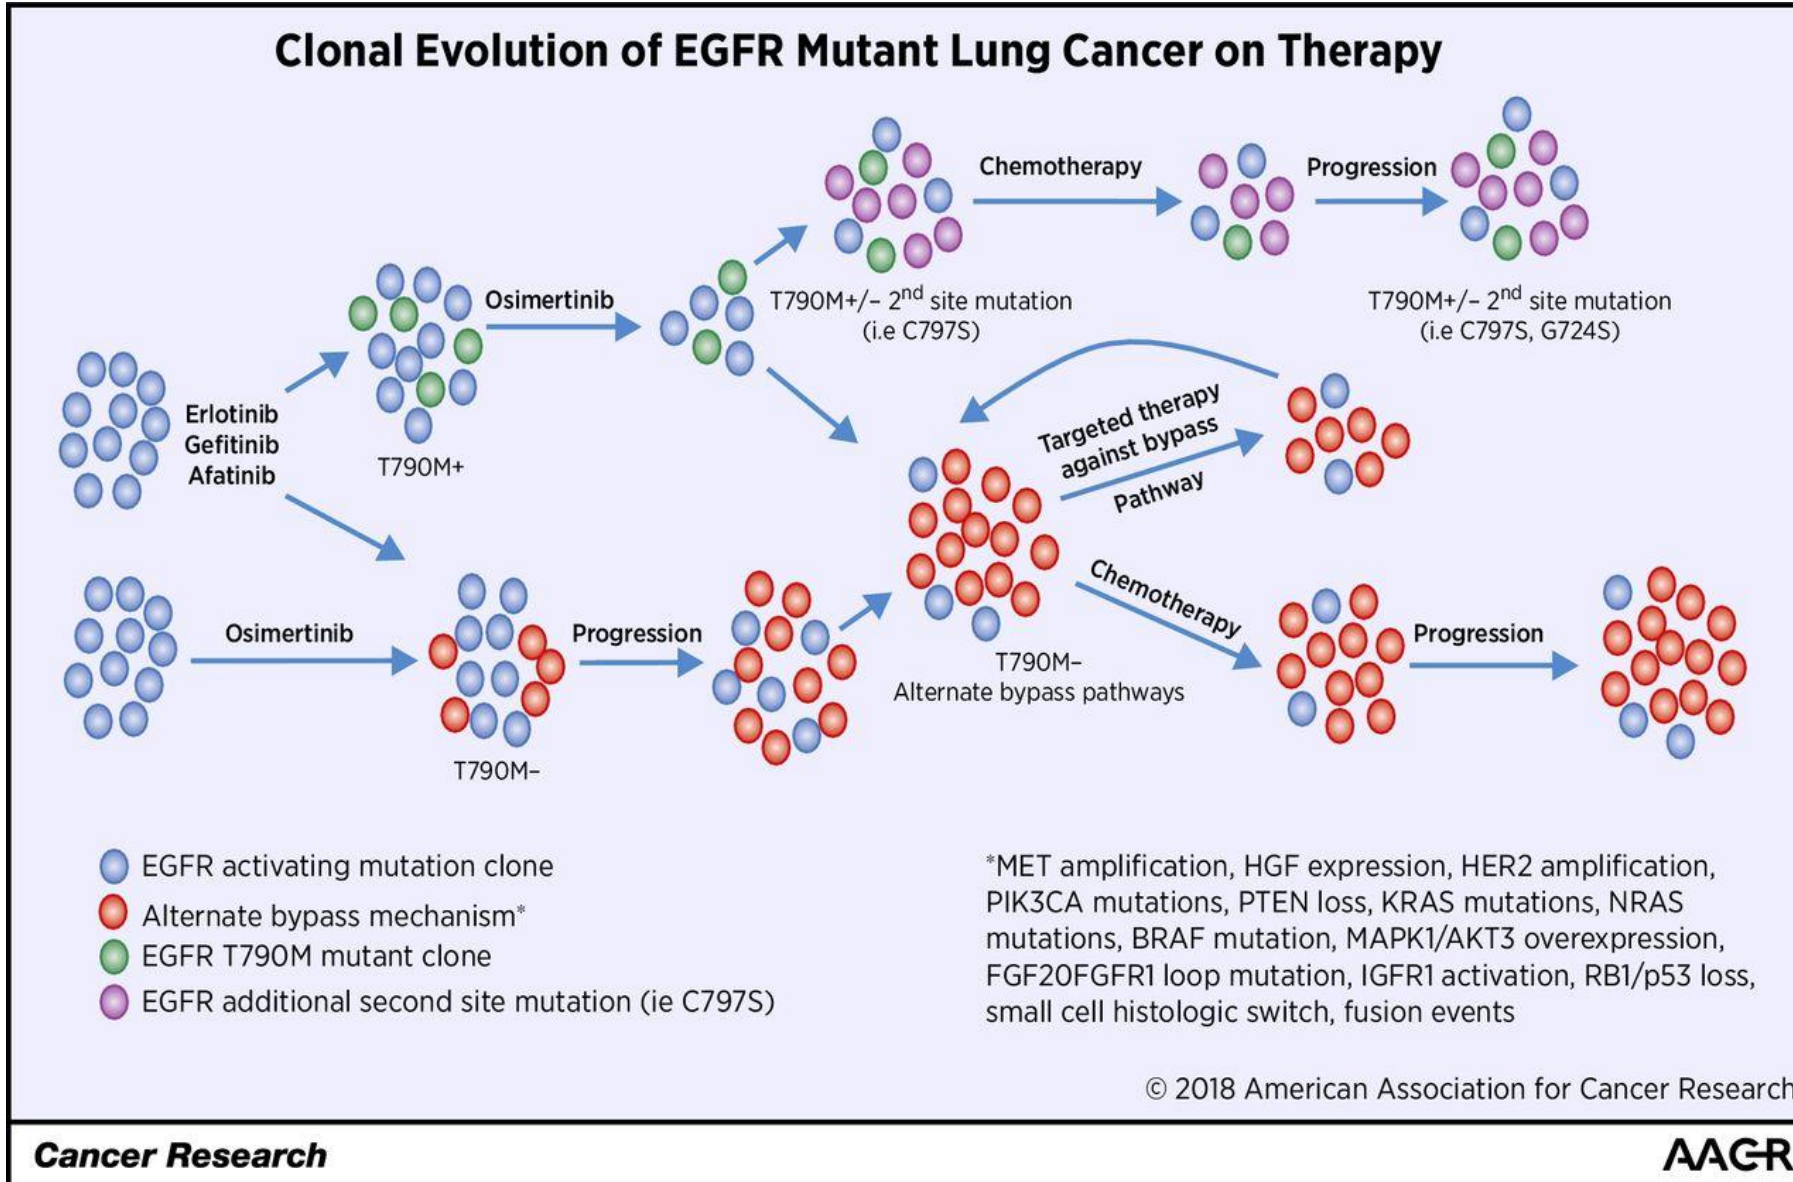 Clonal Evolution of EGFR Mutant Lung Cancer on Therapy
Chemotherapy
Progression
Osimertinib
T790M+/– 2nd site mutation
(i.e C797S)
T790M+/– 2nd site mutation
(i.e C797S, G724S)
Erlotinib
Gefitinib
Afatinib
T790M+
Targeted therapy
against bypass
Pathway
Osimertinib
Progression
Chemotherapy
Progression
T790M–
Alternate bypass pathways
T790M–
EGFR activating mutation clone
Alternate bypass mechanism*
EGFR T790M mutant clone
EGFR additional second site mutation (ie C797S)
*MET amplification, HGF expression, HER2 amplification,
PIK3CA mutations, PTEN loss, KRAS mutations, NRAS
mutations, BRAF mutation, MAPK1/AKT3 overexpression,
FGF20FGFR1 loop mutation, IGFR1 activation, RB1/p53 loss,
small cell histologic switch, fusion events
© 2018 American Association for Cancer Research
Cancer Research
AACR